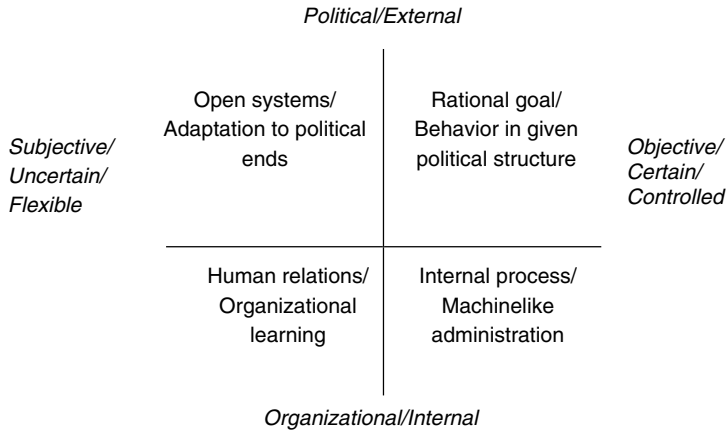 Political/External
Open systems/
Adaptation to political
ends
Rational goal/
Behavior in given
political structure
Subjective/
Uncertain/
Flexible
Objective/
Certain/
Controlled
Human relations/
Organizational
learning
Internal process/
Machinelike
administration
Organizational/Internal